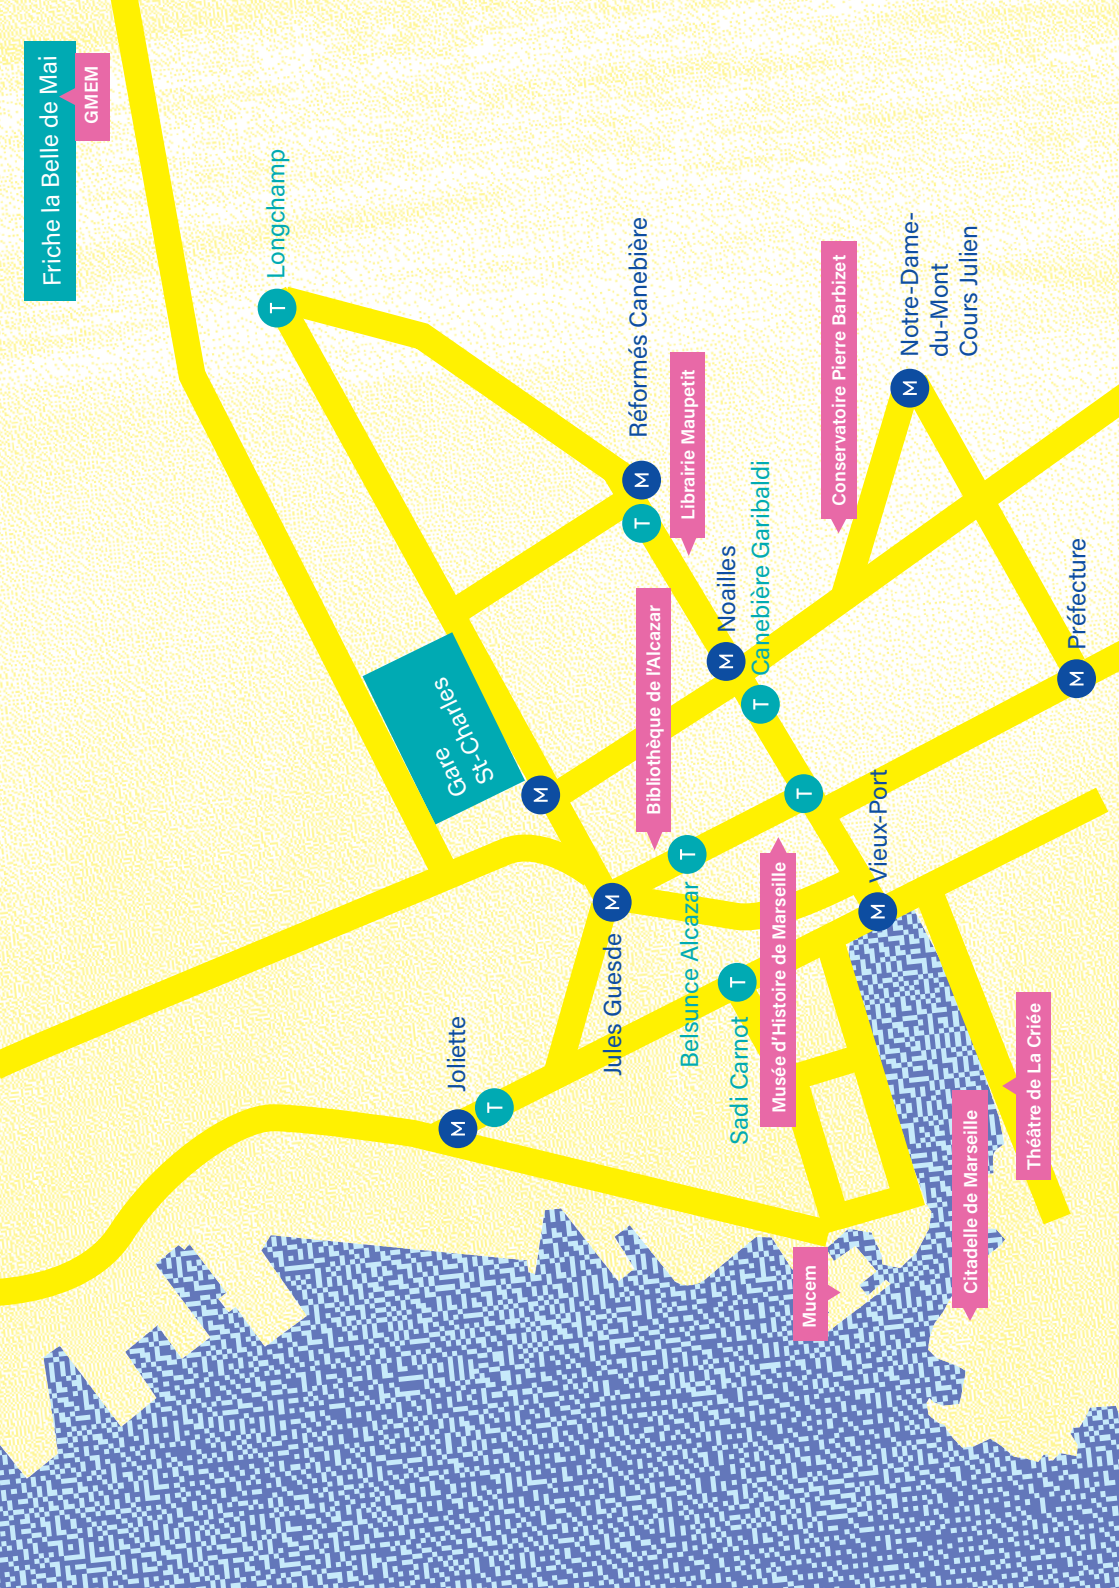 Friche la Belle de Mai
GMEM
T
Longchamp
Gare
St-Charles
M
Joliette
M
T
Jules Guesde
M
Réformés Canebière
M
T
Bibliothèque de l'Alcazar
Librairie Maupetit
Belsunce Alcazar
T
Noailles
M
Canebière Garibaldi
T
Sadi Carnot
T
Musée d'Histoire de Marseille
T
Mucem
Conservatoire Pierre Barbizet
Vieux-Port
M
Notre-Dame-
du-Mont
Cours Julien
M
Citadelle de Marseille
Théâtre de La Criée
Préfecture
M